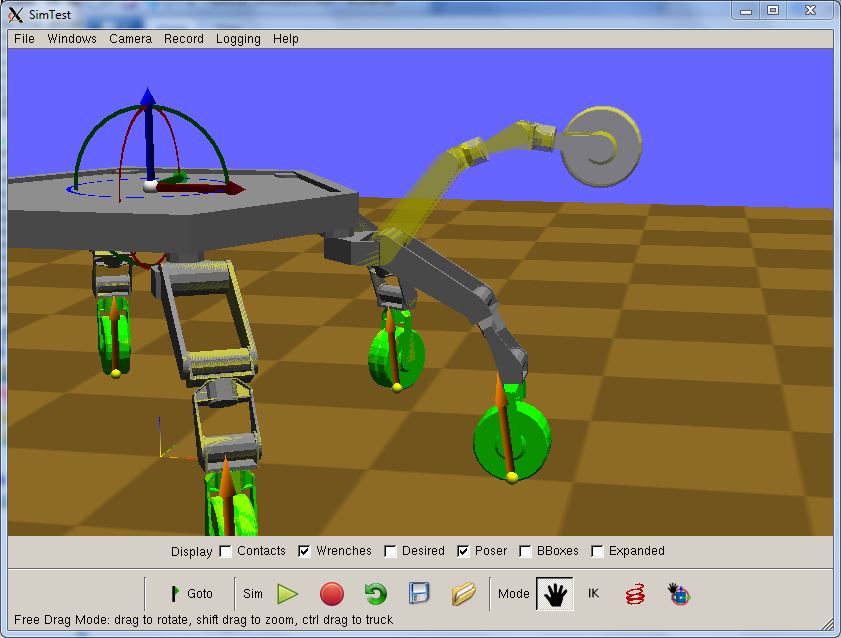 SimTest
File Windows Camera Record Logging Help
Display Contacts Wrenches Desired Poser BBoxes Expanded
Goto Sim Mode IK
Free Drag Mode: drag to rotate, shift drag to zoom, ctrl drag to truck